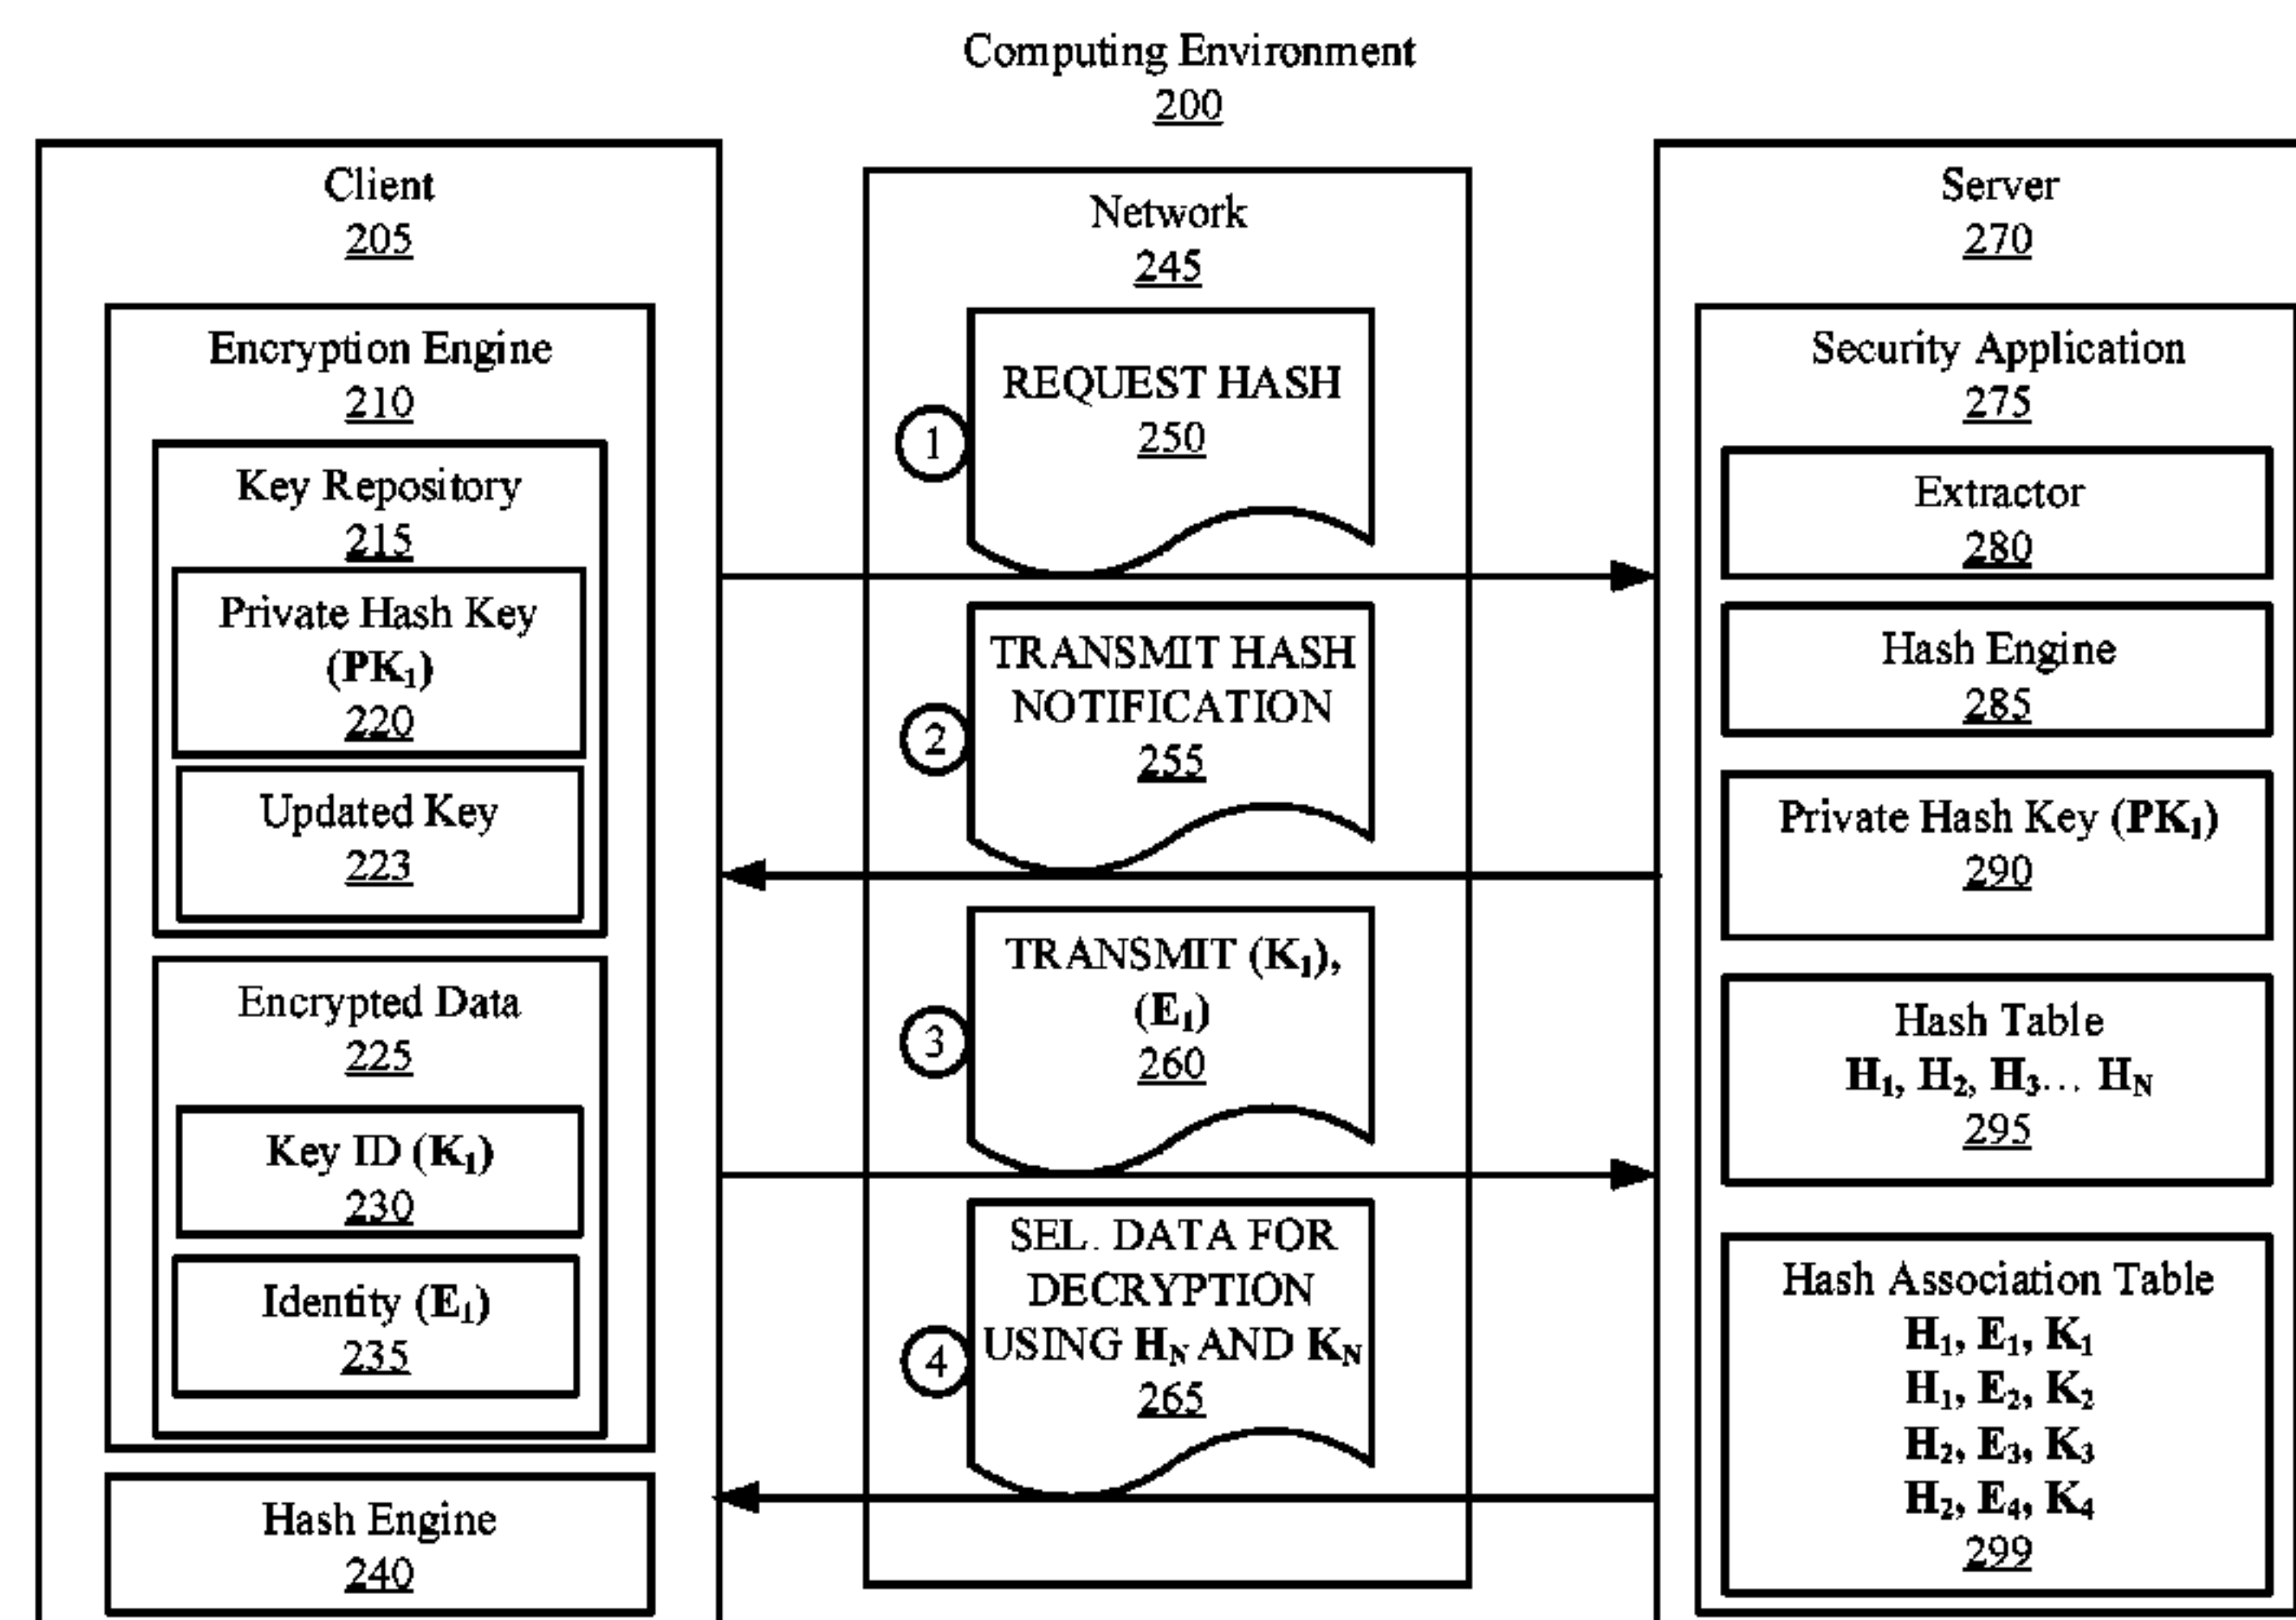 Computing Environment
200
Client
205
Encryption Engine
210
Key Repository
215
Private Hash Key
(PK₁)
220
Updated Key
223
Encrypted Data
225
Key ID (K₁)
230
Identity (E₁)
235
Hash Engine
240
Network
245
1
REQUEST HASH
250
2
TRANSMIT HASH
NOTIFICATION
255
3
TRANSMIT (K₁),
(E₁)
260
4
SEL. DATA FOR
DECRYPTION
USING H_N AND K_N
265
Server
270
Security Application
275
Extractor
280
Hash Engine
285
Private Hash Key (PK₁)
290
Hash Table
H₁, H₂, H₃... H_N
295
Hash Association Table
H₁, E₁, K₁
H₁, E₂, K₂
H₂, E₃, K₃
H₂, E₄, K₄
299